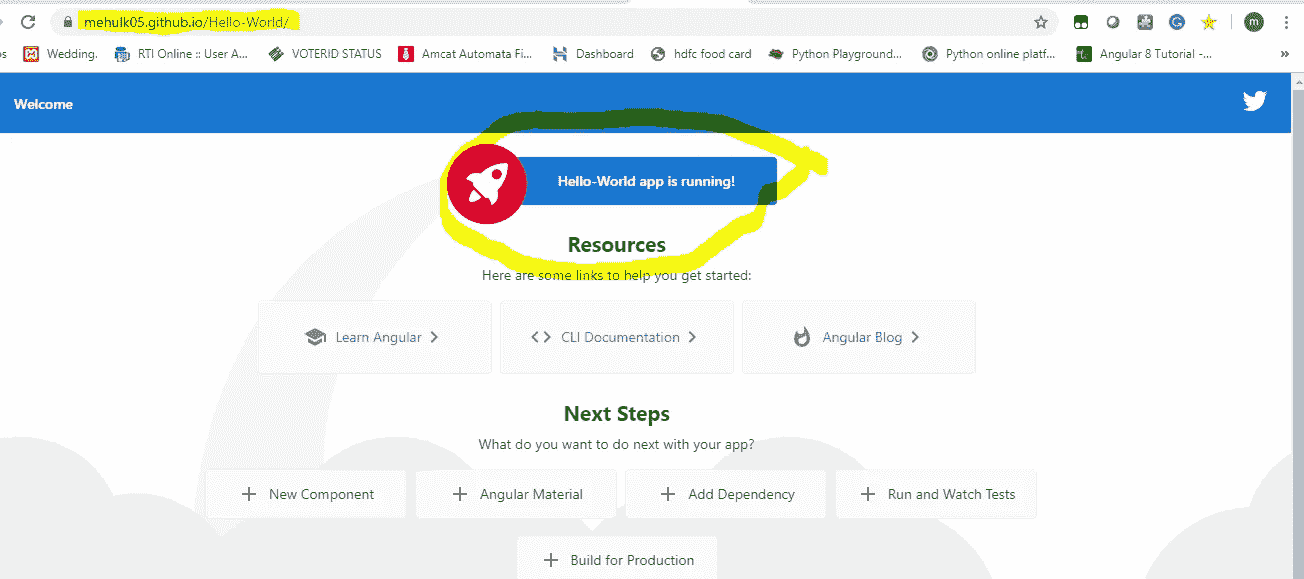 mehulk05.github.io/Hello-World/
m
Wedding.
RTI Online :: User A...
VOTERID STATUS
Amcat Automata Fi...
Dashboard
hdfc food card
Python Playground...
Python online platf...
Angular 8 Tutorial -...
»
Welcome
Hello-World app is running!
Resources
Here are some links to help you get started:
Learn Angular
CLI Documentation
Angular Blog
Next Steps
What do you want to do next with your app?
New Component
Angular Material
Add Dependency
Run and Watch Tests
Build for Production